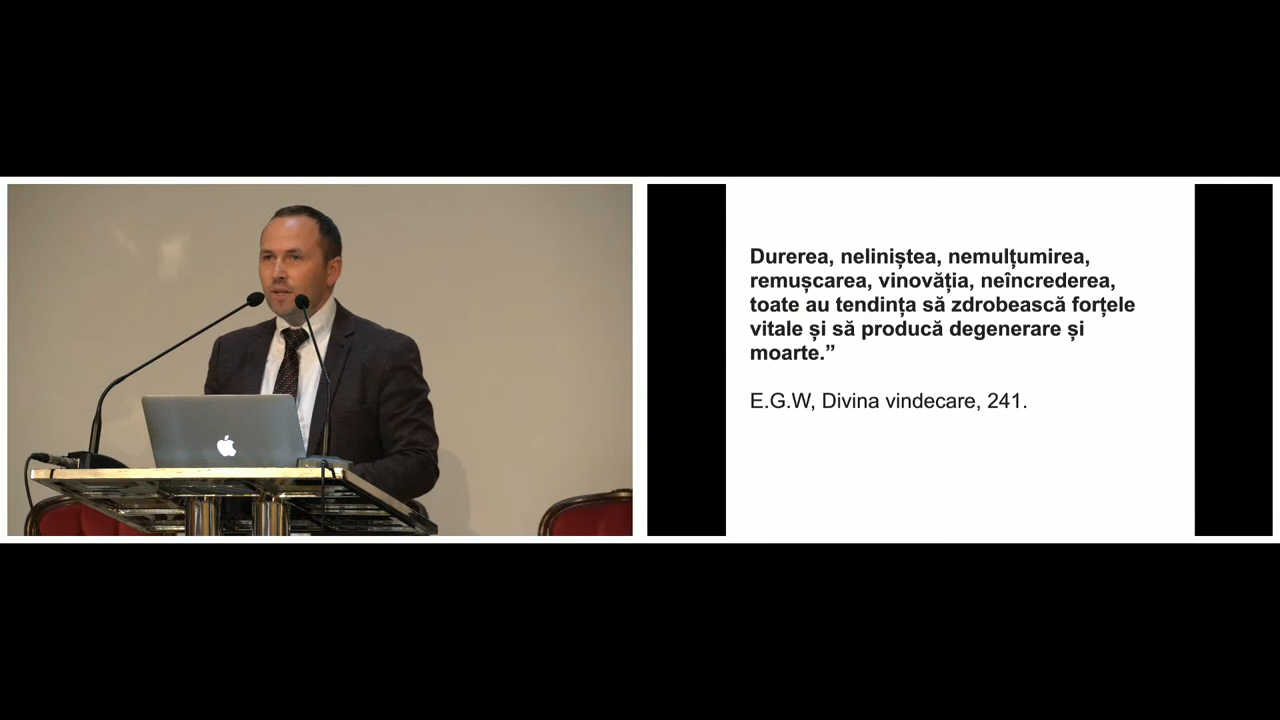 Durerea, neliniștea, nemulțumirea,
remușcarea, vinovăția, neîncrederea,
toate au tendința să zdrobească forțele
vitale și să producă degenerare și
moarte.”
E.G.W, Divina vindecare, 241.